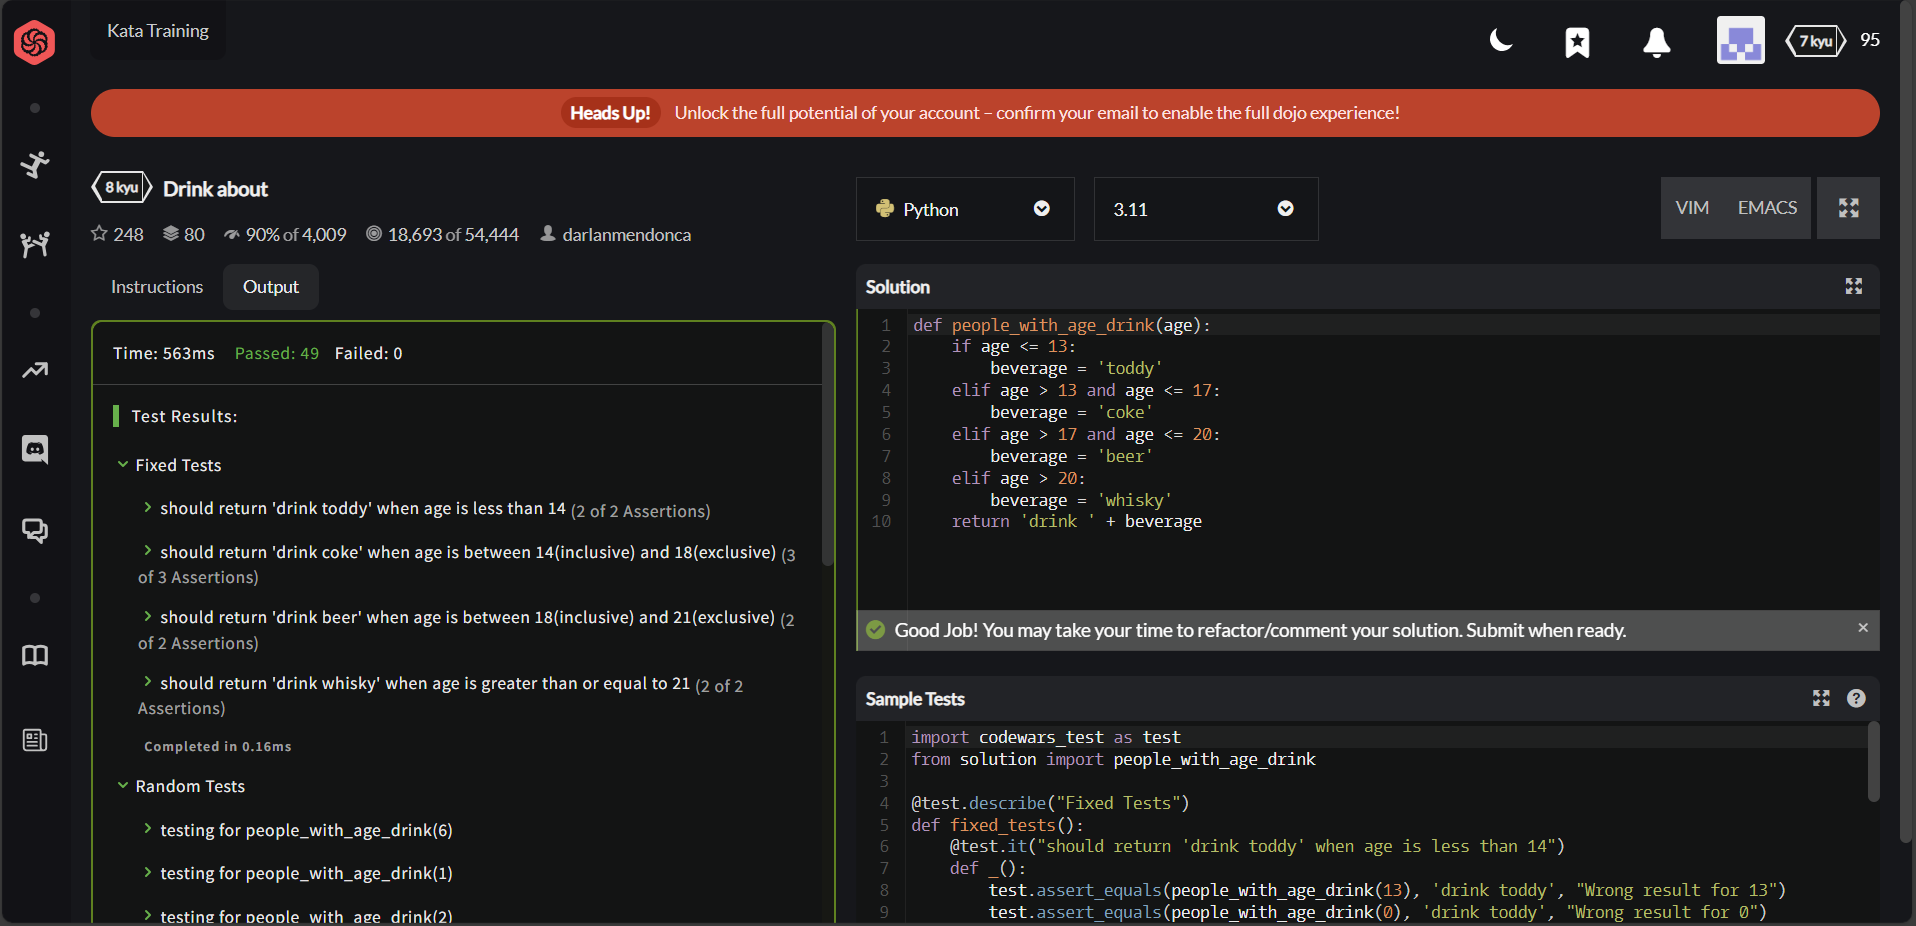 Kata Training
7 kyu
95
Heads Up! Unlock the full potential of your account – confirm your email to enable the full dojo experience!
8 kyu Drink about
248 80 90% of 4,009 18,693 of 54,444 darlanmendonca
Instructions Output
Time: 563ms Passed: 49 Failed: 0
Test Results:
Fixed Tests
should return 'drink toddy' when age is less than 14 (2 of 2 Assertions)
should return 'drink coke' when age is between 14(inclusive) and 18(exclusive) (3
of 3 Assertions)
should return 'drink beer' when age is between 18(inclusive) and 21(exclusive) (2
of 2 Assertions)
should return 'drink whisky' when age is greater than or equal to 21 (2 of 2
Assertions)
Completed in 0.16ms
Random Tests
testing for people_with_age_drink(6)
testing for people_with_age_drink(1)
testing for people_with_age_drink(2)
Python 3.11 VIM EMACS
Solution
1 def people_with_age_drink(age):
2     if age <= 13:
3         beverage = 'toddy'
4     elif age > 13 and age <= 17:
5         beverage = 'coke'
6     elif age > 17 and age <= 20:
7         beverage = 'beer'
8     elif age > 20:
9         beverage = 'whisky'
10     return 'drink ' + beverage
Good Job! You may take your time to refactor/comment your solution. Submit when ready. ×
Sample Tests ?
1 import codewars_test as test
2 from solution import people_with_age_drink
3
4 @test.describe("Fixed Tests")
5 def fixed_tests():
6     @test.it("should return 'drink toddy' when age is less than 14")
7     def _():
8         test.assert_equals(people_with_age_drink(13), 'drink toddy', "Wrong result for 13")
9         test.assert_equals(people_with_age_drink(0), 'drink toddy', "Wrong result for 0")